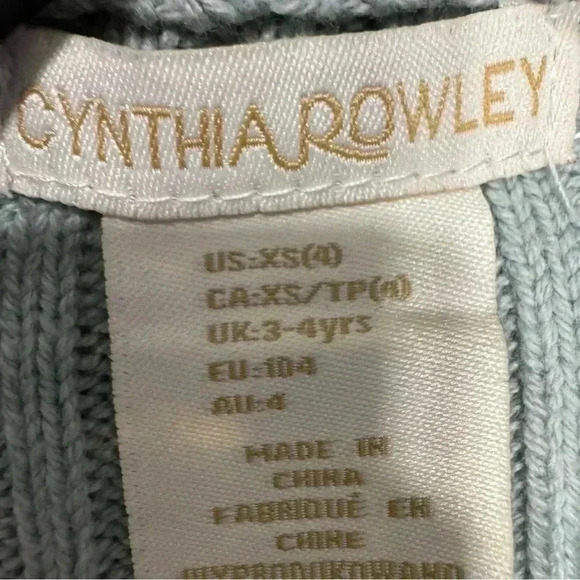 CYNTHIA ROWLEY
US:XS(4)
CA:XS/TP(4)
UK:3-4yrs
EU:104
AU:4
MADE IN
CHINA
FABRIQUÉ EN
CHINE
WYPRODUKOWANO